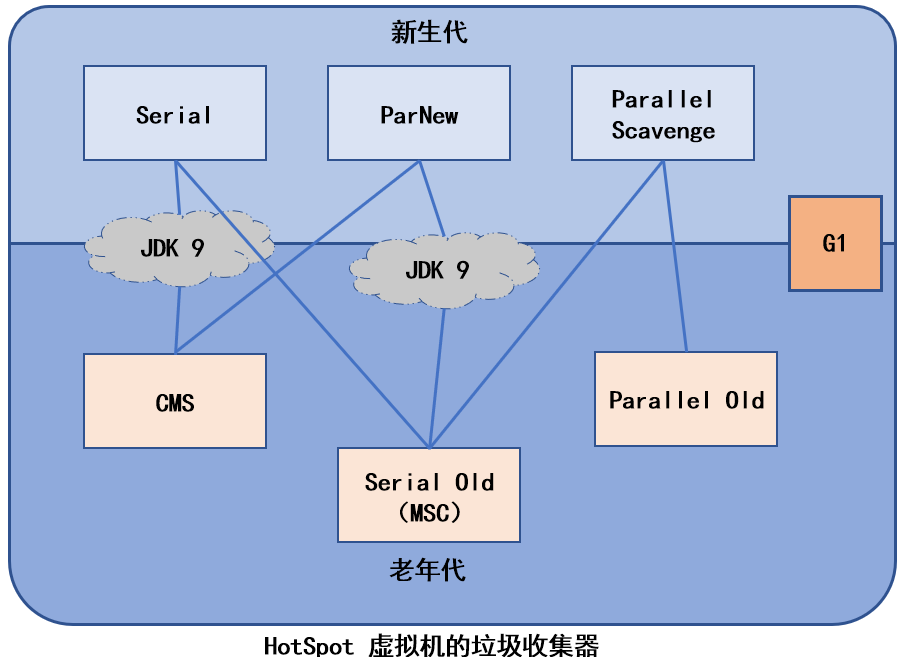 新生代
Serial
ParNew
Parallel
Scavenge
JDK 9
G1
JDK 9
CMS
Parallel Old
Serial Old
（MSC）
老年代
HotSpot 虚拟机的垃圾收集器